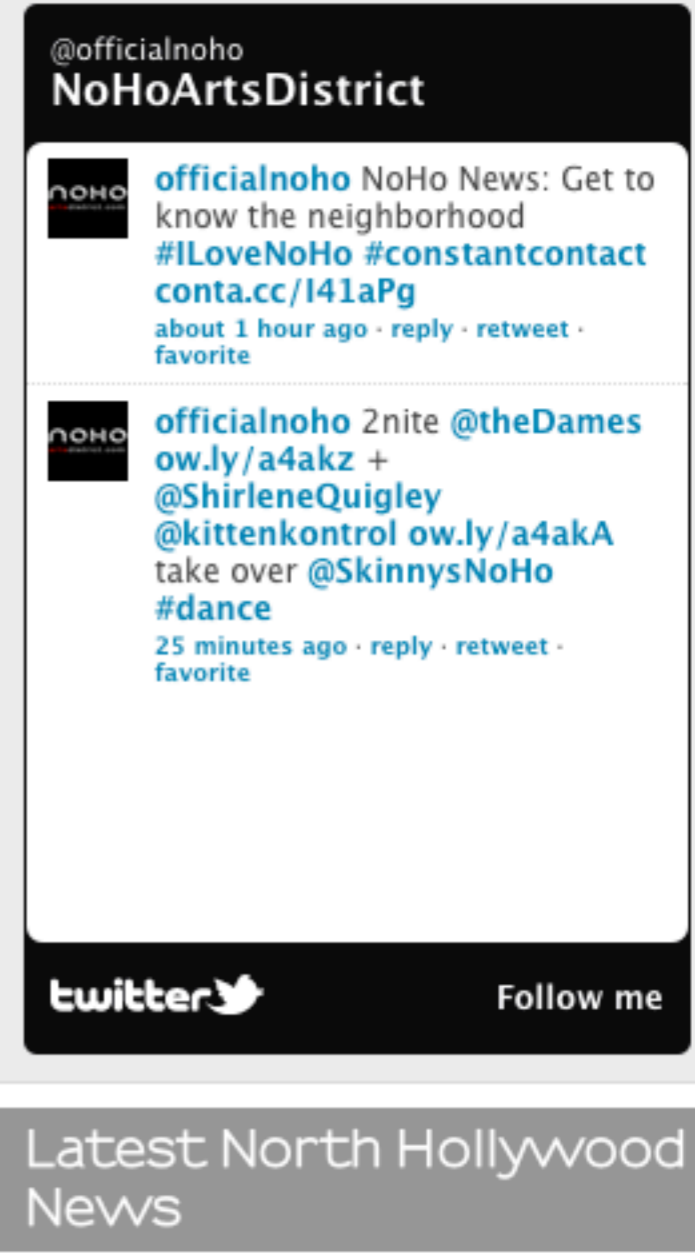 @officialnoho
NoHoArtsDistrict
NOHO
officialnoho NoHo News: Get to
know the neighborhood
#ILoveNoHo #constantcontact
conta.cc/I41aPg
about 1 hour ago · reply · retweet ·
favorite
NOHO
officialnoho 2nite @theDames
ow.ly/a4akz +
@ShirleneQuigley
@kittenkontrol ow.ly/a4akA
take over @SkinnysNoHo
#dance
25 minutes ago · reply · retweet ·
favorite
twitter
Follow me
Latest North Hollywood
News